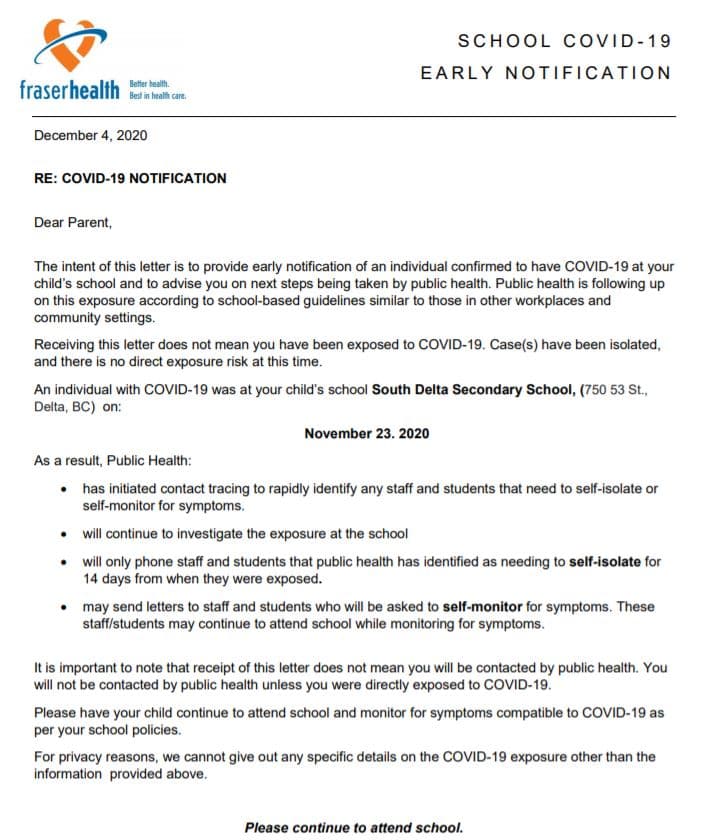 fraserhealth
Better health.
Best in health care.
SCHOOL COVID-19
EARLY NOTIFICATION
December 4, 2020
RE: COVID-19 NOTIFICATION
Dear Parent,
The intent of this letter is to provide early notification of an individual confirmed to have COVID-19 at your
child's school and to advise you on next steps being taken by public health. Public health is following up
on this exposure according to school-based guidelines similar to those in other workplaces and
community settings.
Receiving this letter does not mean you have been exposed to COVID-19. Case(s) have been isolated,
and there is no direct exposure risk at this time.
An individual with COVID-19 was at your child's school South Delta Secondary School, (750 53 St.,
Delta, BC) on:
November 23. 2020
As a result, Public Health:
• has initiated contact tracing to rapidly identify any staff and students that need to self-isolate or
self-monitor for symptoms.
• will continue to investigate the exposure at the school
• will only phone staff and students that public health has identified as needing to self-isolate for
14 days from when they were exposed.
• may send letters to staff and students who will be asked to self-monitor for symptoms. These
staff/students may continue to attend school while monitoring for symptoms.
It is important to note that receipt of this letter does not mean you will be contacted by public health. You
will not be contacted by public health unless you were directly exposed to COVID-19.
Please have your child continue to attend school and monitor for symptoms compatible to COVID-19 as
per your school policies.
For privacy reasons, we cannot give out any specific details on the COVID-19 exposure other than the
information provided above.
Please continue to attend school.